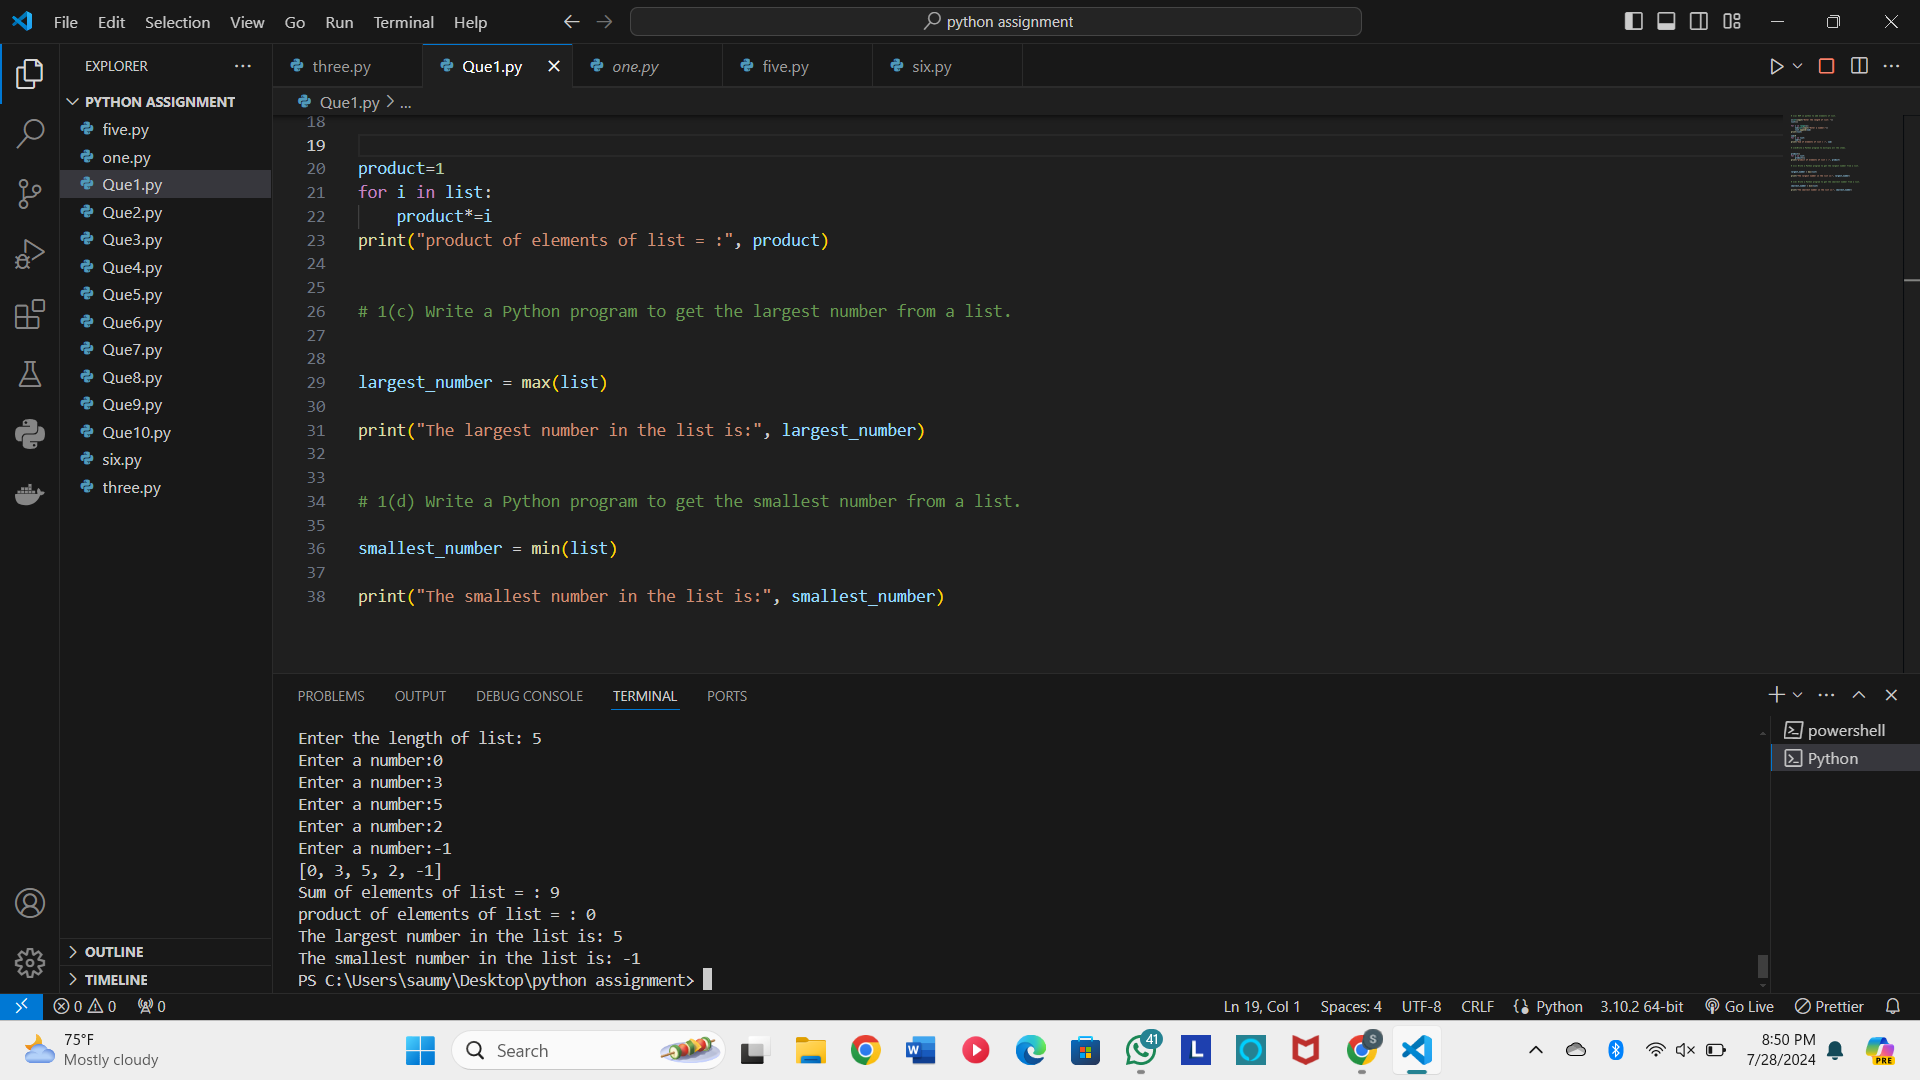 File Edit Selection View Go Run Terminal Help
python assignment
EXPLORER
three.py
Que1.py
one.py
five.py
six.py
PYTHON ASSIGNMENT
five.py
one.py
Que1.py
Que2.py
Que3.py
Que4.py
Que5.py
Que6.py
Que7.py
Que8.py
Que9.py
Que10.py
six.py
three.py
OUTLINE
TIMELINE
Que1.py > ...
18
19
20 product=1
21 for i in list:
22     product*=i
23 print("product of elements of list = :", product)
24
25
26 # 1(c) Write a Python program to get the largest number from a list.
27
28
29 largest_number = max(list)
30
31 print("The largest number in the list is:", largest_number)
32
33
34 # 1(d) Write a Python program to get the smallest number from a list.
35
36 smallest_number = min(list)
37
38 print("The smallest number in the list is:", smallest_number)
PROBLEMS OUTPUT DEBUG CONSOLE TERMINAL PORTS
Enter the length of list: 5
Enter a number:0
Enter a number:3
Enter a number:5
Enter a number:2
Enter a number:-1
[0, 3, 5, 2, -1]
Sum of elements of list = : 9
product of elements of list = : 0
The largest number in the list is: 5
The smallest number in the list is: -1
PS C:\Users\saumy\Desktop\python assignment>
powershell
Python
0 0 0
Ln 19, Col 1 Spaces: 4 UTF-8 CRLF Python 3.10.2 64-bit Go Live Prettier
75°F
Mostly cloudy
Search
W
41
L
S
8:50 PM
7/28/2024
PRE